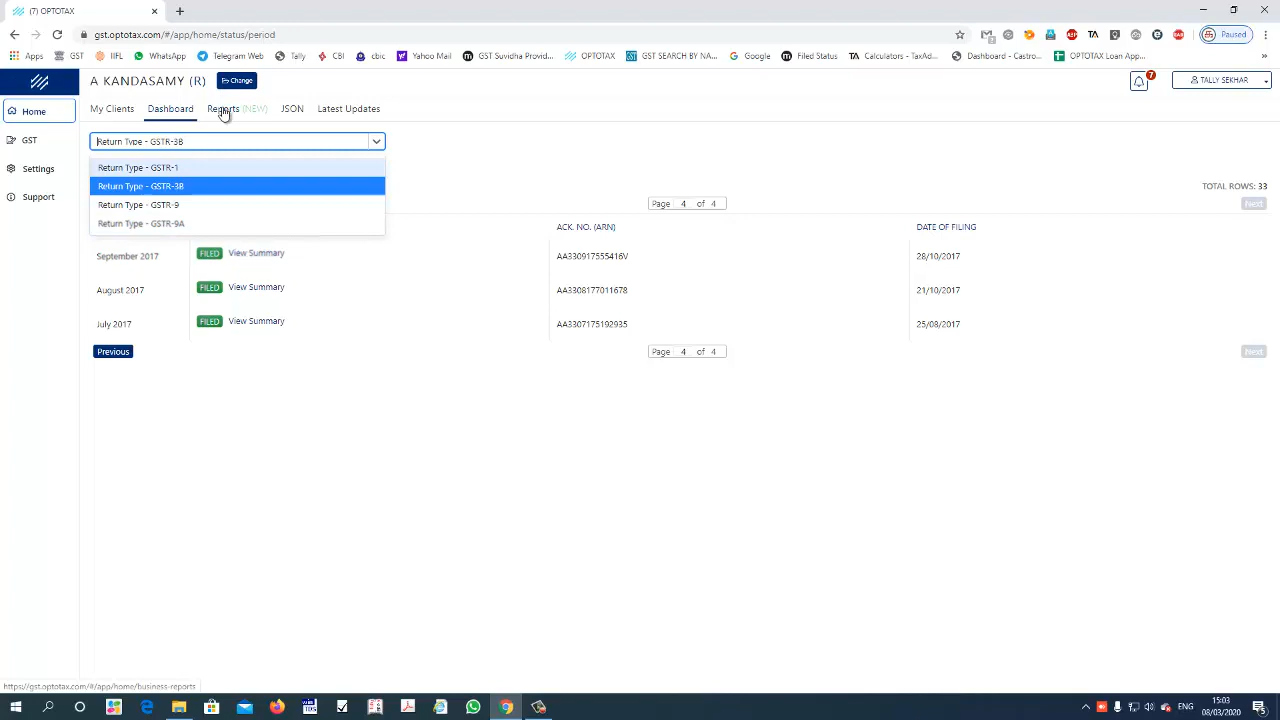 (7) OPTOTAX
gst.optotax.com/#/app/home/status/period
Paused
Apps GST IIFL WhatsApp Telegram Web Tally CBI cbic Yahoo Mail GST Suvidha Provid... OPTOTAX GST SEARCH BY NA... Google Filed Status TA Calculators - TaxAd... Dashboard - Castro... OPTOTAX Loan App... »
A KANDASAMY (R) Change 7 TALLY SEKHAR
My Clients Dashboard Reports (NEW) JSON Latest Updates
Home
GST
Settings
Support
Return Type - GSTR-3B
Return Type - GSTR-1
Return Type - GSTR-3B
Return Type - GSTR-9
Return Type - GSTR-9A
TOTAL ROWS: 33
Page 4 of 4 Next
ACK. NO. (ARN) DATE OF FILING
September 2017 FILED View Summary AA330917555416V 28/10/2017
August 2017 FILED View Summary AA3308177011678 21/10/2017
July 2017 FILED View Summary AA3307175192935 25/08/2017
Previous Page 4 of 4 Next
https://gst.optotax.com/#/app/home/business-reports
15:03
ENG
08/03/2020